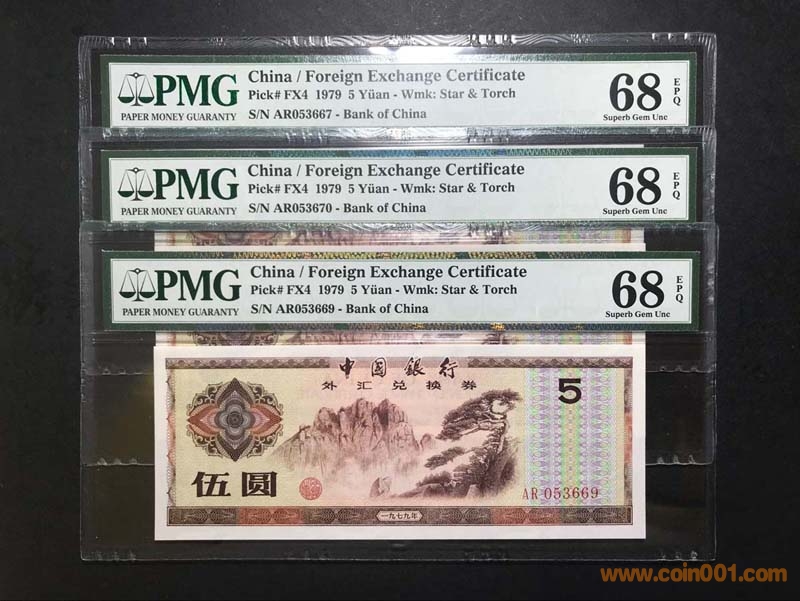 PMG
PAPER MONEY GUARANTY
China / Foreign Exchange Certificate
Pick# FX4 1979 5 Yüan - Wmk: Star & Torch
S/N AR053667 - Bank of China
68
EPQ
Superb Gem Unc
PMG
PAPER MONEY GUARANTY
China / Foreign Exchange Certificate
Pick# FX4 1979 5 Yüan - Wmk: Star & Torch
S/N AR053670 - Bank of China
68
EPQ
Superb Gem Unc
PMG
PAPER MONEY GUARANTY
China / Foreign Exchange Certificate
Pick# FX4 1979 5 Yüan - Wmk: Star & Torch
S/N AR053669 - Bank of China
68
EPQ
Superb Gem Unc
中國銀行
外汇兑换券
5
伍圆
AR 053669
一九七九年
www.coin001.com